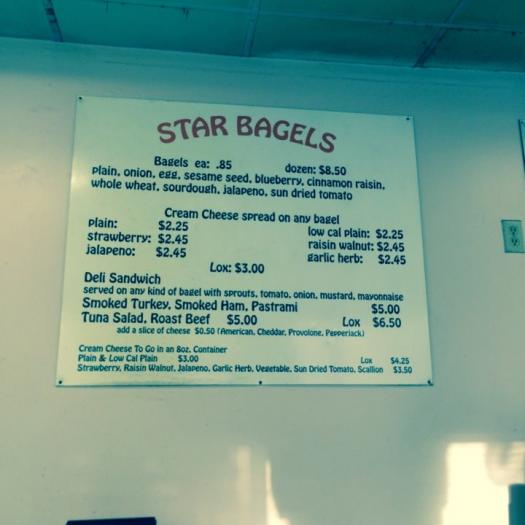 STAR BAGELS
Bagels ea: .85 dozen: $8.50
plain, onion, egg, sesame seed, blueberry, cinnamon raisin,
whole wheat, sourdough, jalapeno, sun dried tomato
Cream Cheese spread on any bagel
plain: $2.25 low cal plain: $2.25
strawberry: $2.45 raisin walnut: $2.45
jalapeno: $2.45 garlic herb: $2.45
Lox: $3.00
Deli Sandwich
served on any kind of bagel with sprouts, tomato, onion, mustard, mayonnaise
Smoked Turkey, Smoked Ham, Pastrami $5.00
Tuna Salad, Roast Beef $5.00 Lox $6.50
add a slice of cheese $0.50 (American, Cheddar, Provolone, Pepperjack)
Cream Cheese To Go in an 8oz. Container
Plain & Low Cal Plain $3.00 Lox $4.25
Strawberry, Raisin Walnut, Jalapeno, Garlic Herb, Vegetable, Sun Dried Tomato, Scallion $3.50